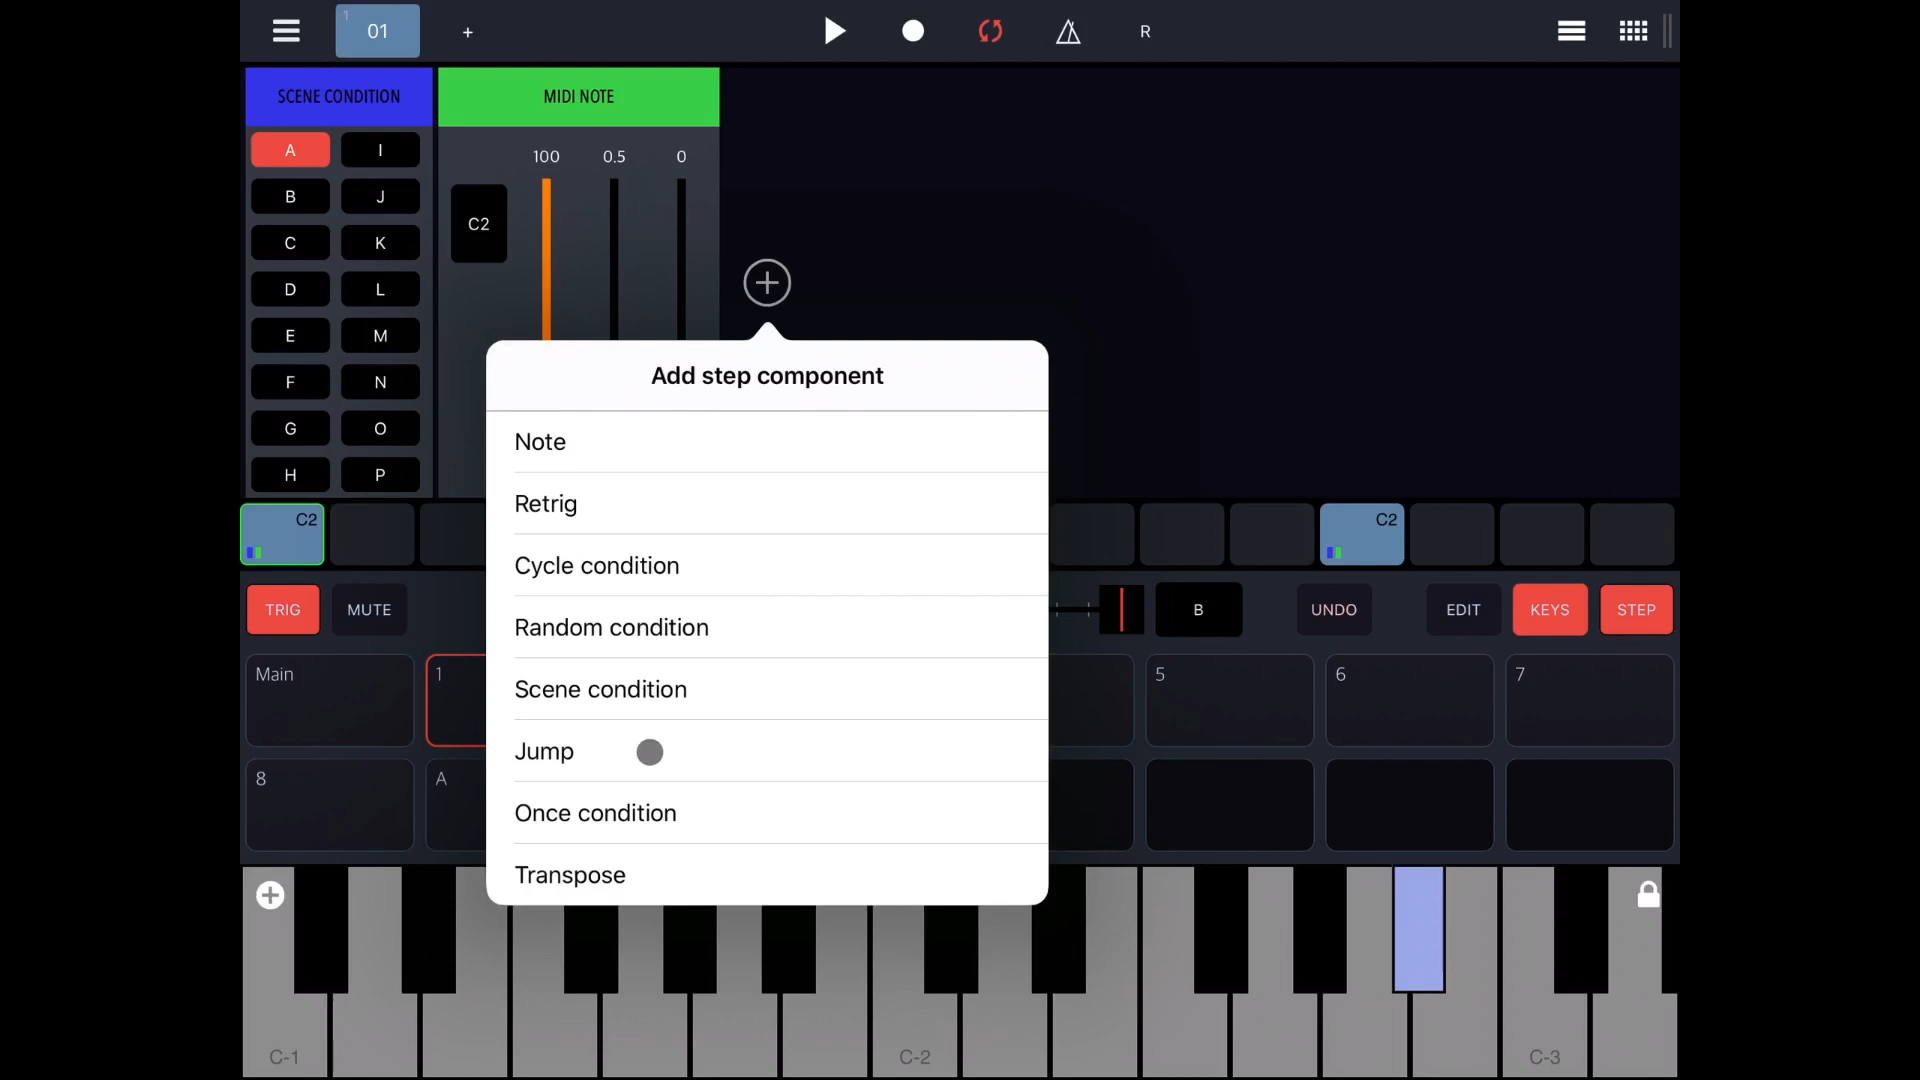 1
01
+
R
SCENE CONDITION
MIDI NOTE
A
I
100
0.5
0
B
J
C2
C
K
D
L
E
M
F
N
G
O
H
P
Add step component
Note
Retrig
Cycle condition
Random condition
Scene condition
Jump
Once condition
Transpose
C2
C2
TRIG
MUTE
B
UNDO
EDIT
KEYS
STEP
Main
1
5
6
7
8
A
C-1
C-2
C-3